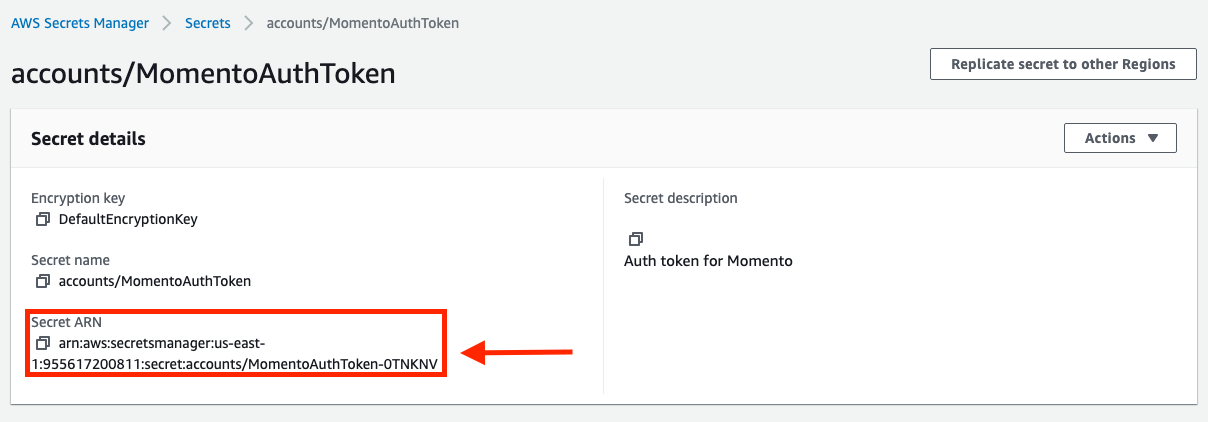 AWS Secrets Manager > Secrets > accounts/MomentoAuthToken
accounts/MomentoAuthToken
Replicate secret to other Regions
Secret details
Actions
Encryption key
DefaultEncryptionKey
Secret name
accounts/MomentoAuthToken
Secret ARN
arn:aws:secretsmanager:us-east-
1:955617200811:secret:accounts/MomentoAuthToken-0TNKNV
Secret description
Auth token for Momento